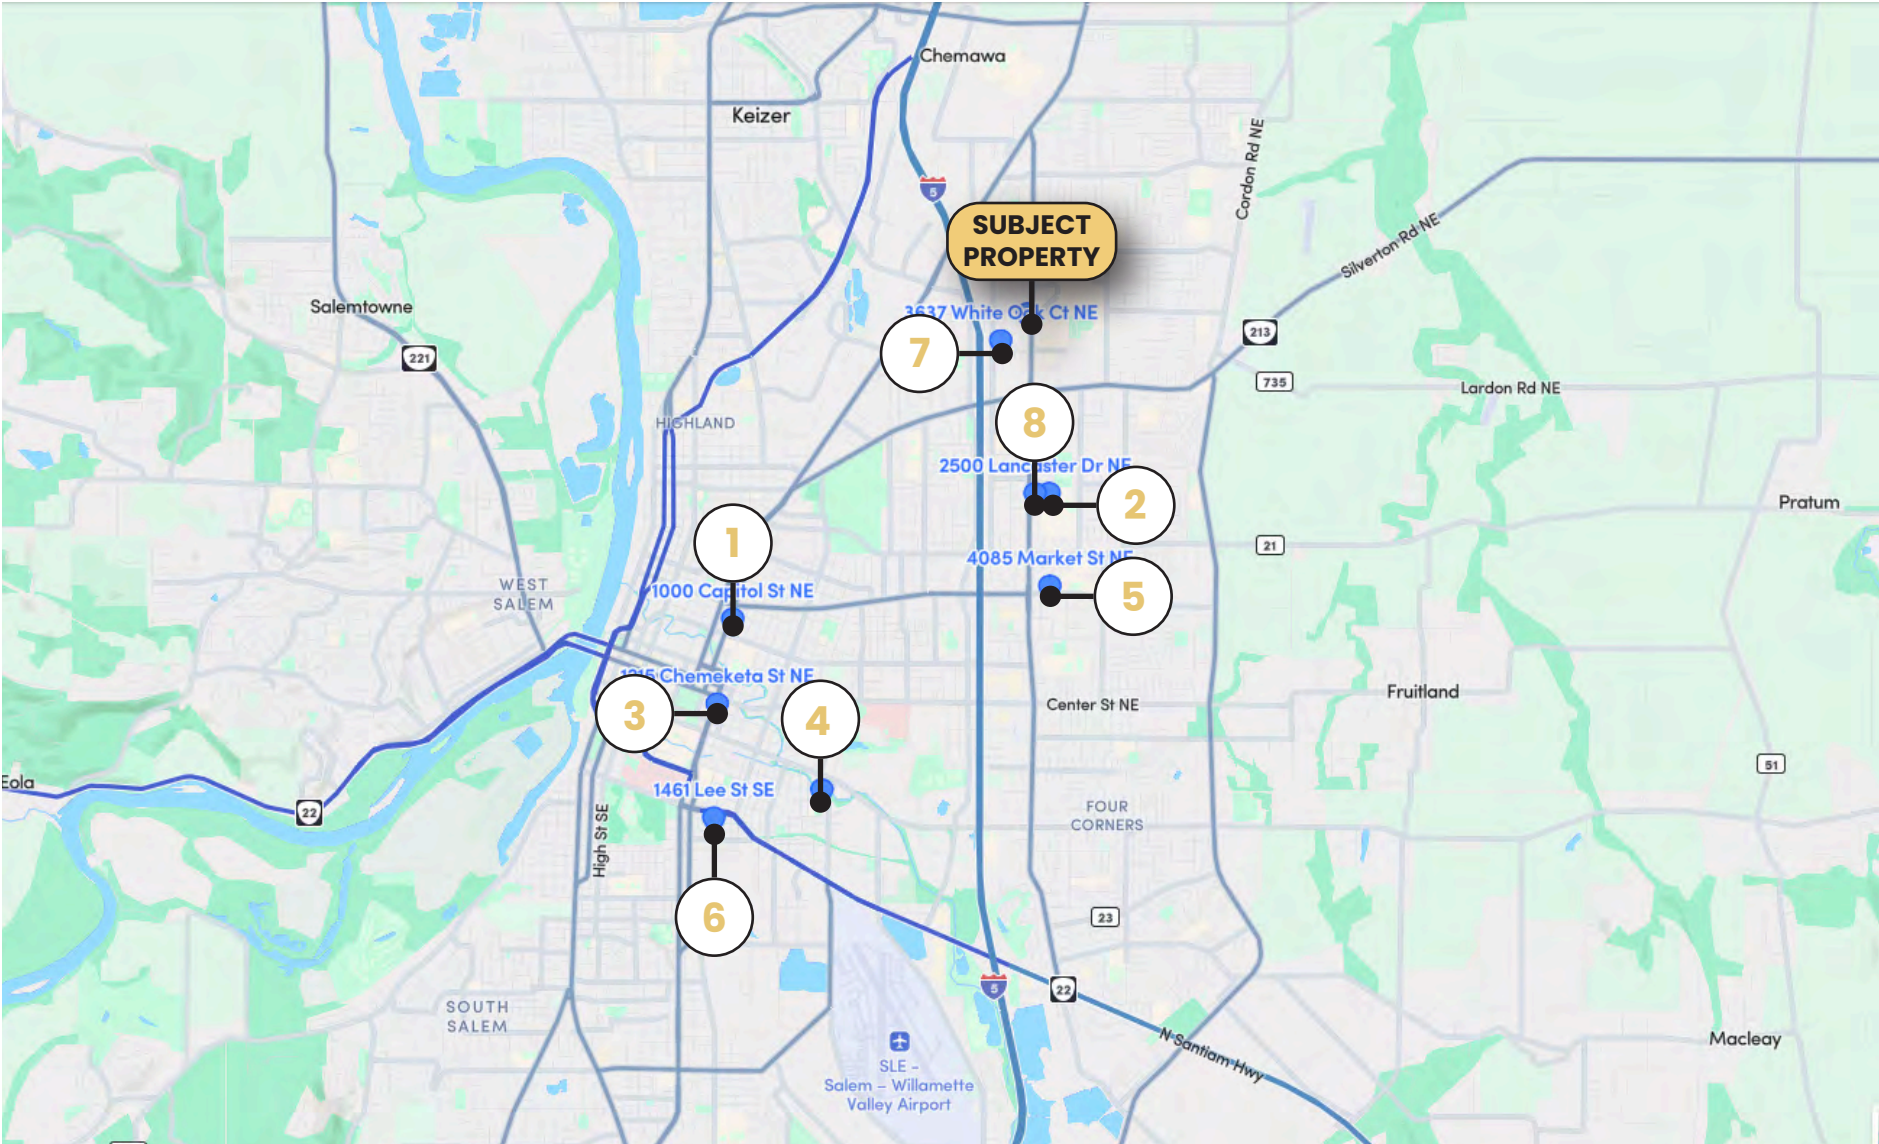 Chemawa
Keizer
Cordon Rd NE
5
SUBJECT
PROPERTY
Silverton Rd NE
Salemtowne
3637 White Oak Ct NE
213
7
221
735
Lardon Rd NE
HIGHLAND
8
2500 Lancaster Dr NE
2
Pratum
1
21
4085 Market St NE
WEST
SALEM
1000 Capitol St NE
5
1215 Chemeketa St NE
Fruitland
Center St NE
3
4
51
Eola
1461 Lee St SE
22
FOUR
CORNERS
High St SE
6
23
5
22
SOUTH
SALEM
N Santiam Hwy
Macleay
SLE -
Salem – Willamette
Valley Airport